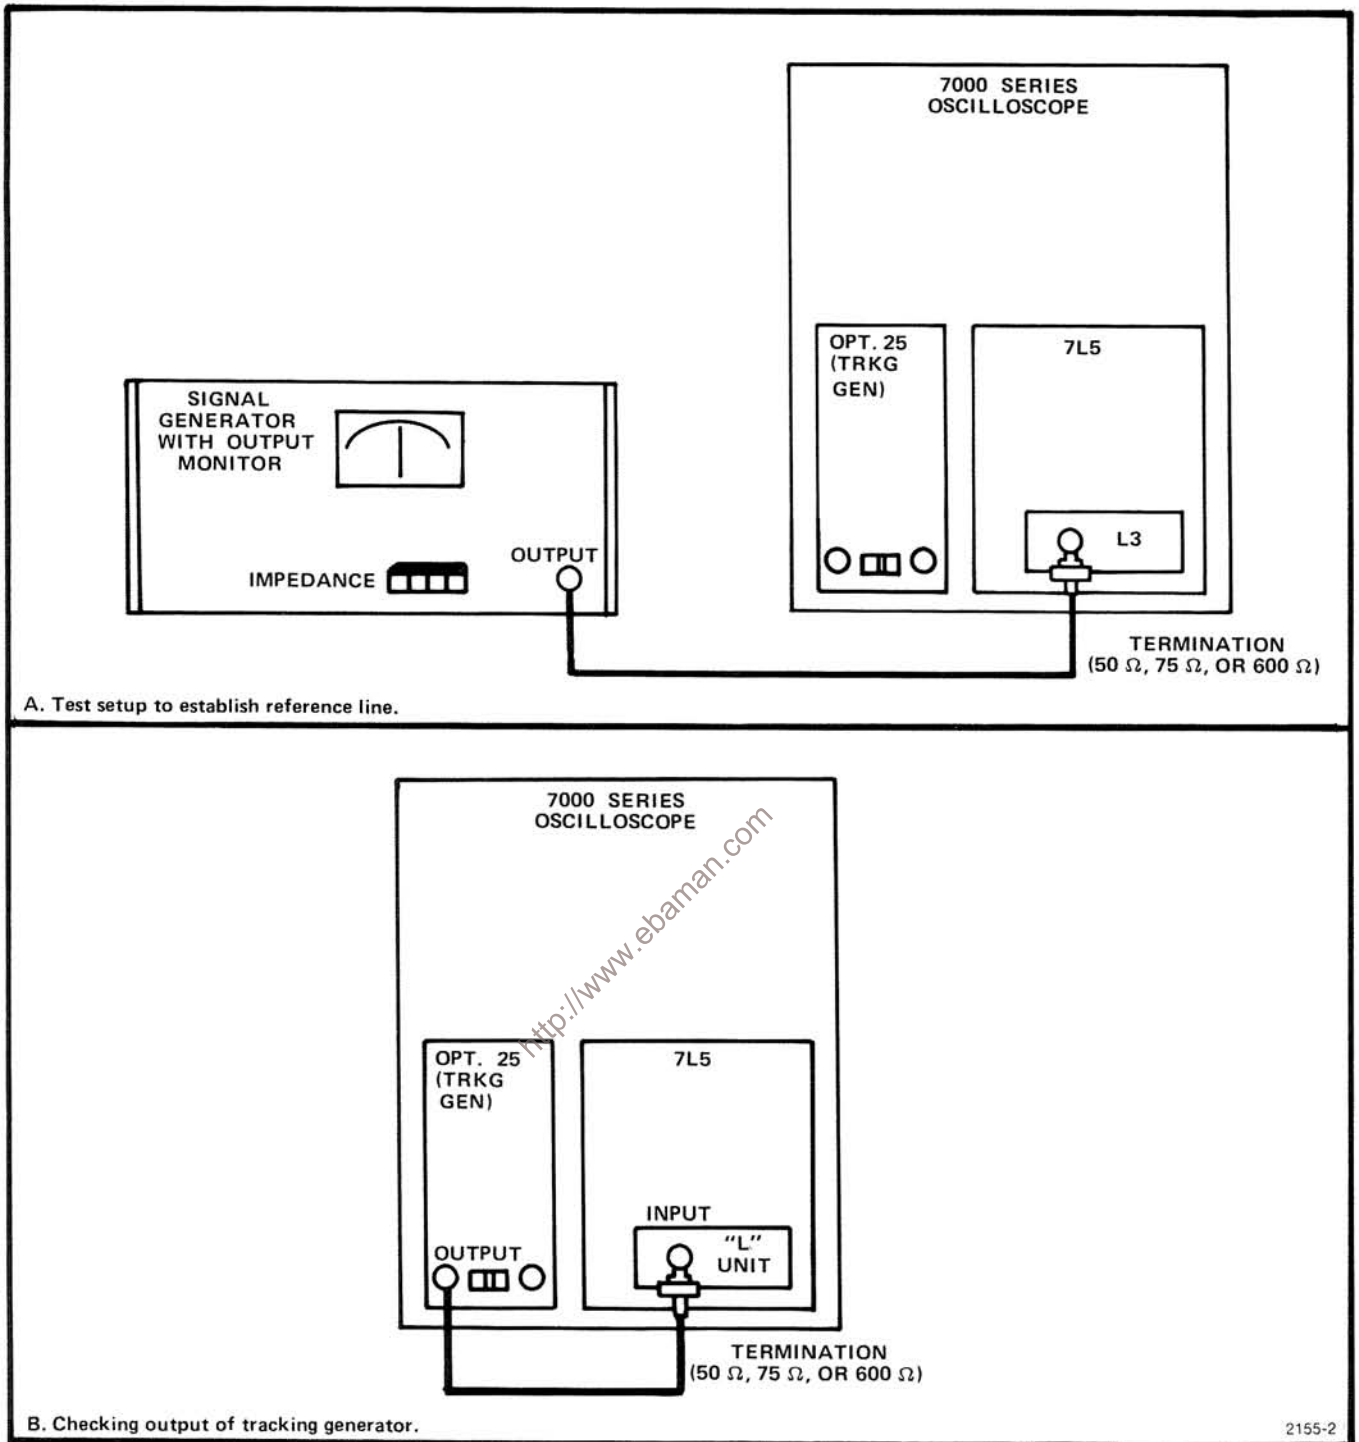 7000 SERIES
OSCILLOSCOPE
OPT. 25
(TRKG
GEN)
7L5
SIGNAL
GENERATOR
WITH OUTPUT
MONITOR
L3
OUTPUT
IMPEDANCE
TERMINATION
(50 Ω, 75 Ω, OR 600 Ω)
A. Test setup to establish reference line.
7000 SERIES
OSCILLOSCOPE
http://www.ebaman.com
OPT. 25
(TRKG
GEN)
7L5
INPUT
"L"
UNIT
OUTPUT
TERMINATION
(50 Ω, 75 Ω, OR 600 Ω)
B. Checking output of tracking generator.
2155-2